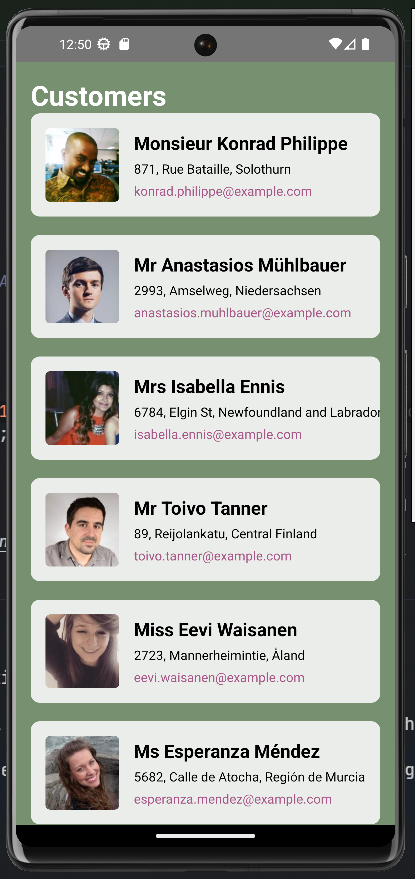 12:50
Customers
Monsieur Konrad Philippe
871, Rue Bataille, Solothurn
konrad.philippe@example.com
Mr Anastasios Mühlbauer
2993, Amselweg, Niedersachsen
anastasios.muhlbauer@example.com
Mrs Isabella Ennis
6784, Elgin St, Newfoundland and Labrador
isabella.ennis@example.com
Mr Toivo Tanner
89, Reijolankatu, Central Finland
toivo.tanner@example.com
Miss Eevi Waisanen
2723, Mannerheimintie, Åland
eevi.waisanen@example.com
Ms Esperanza Méndez
5682, Calle de Atocha, Región de Murcia
esperanza.mendez@example.com